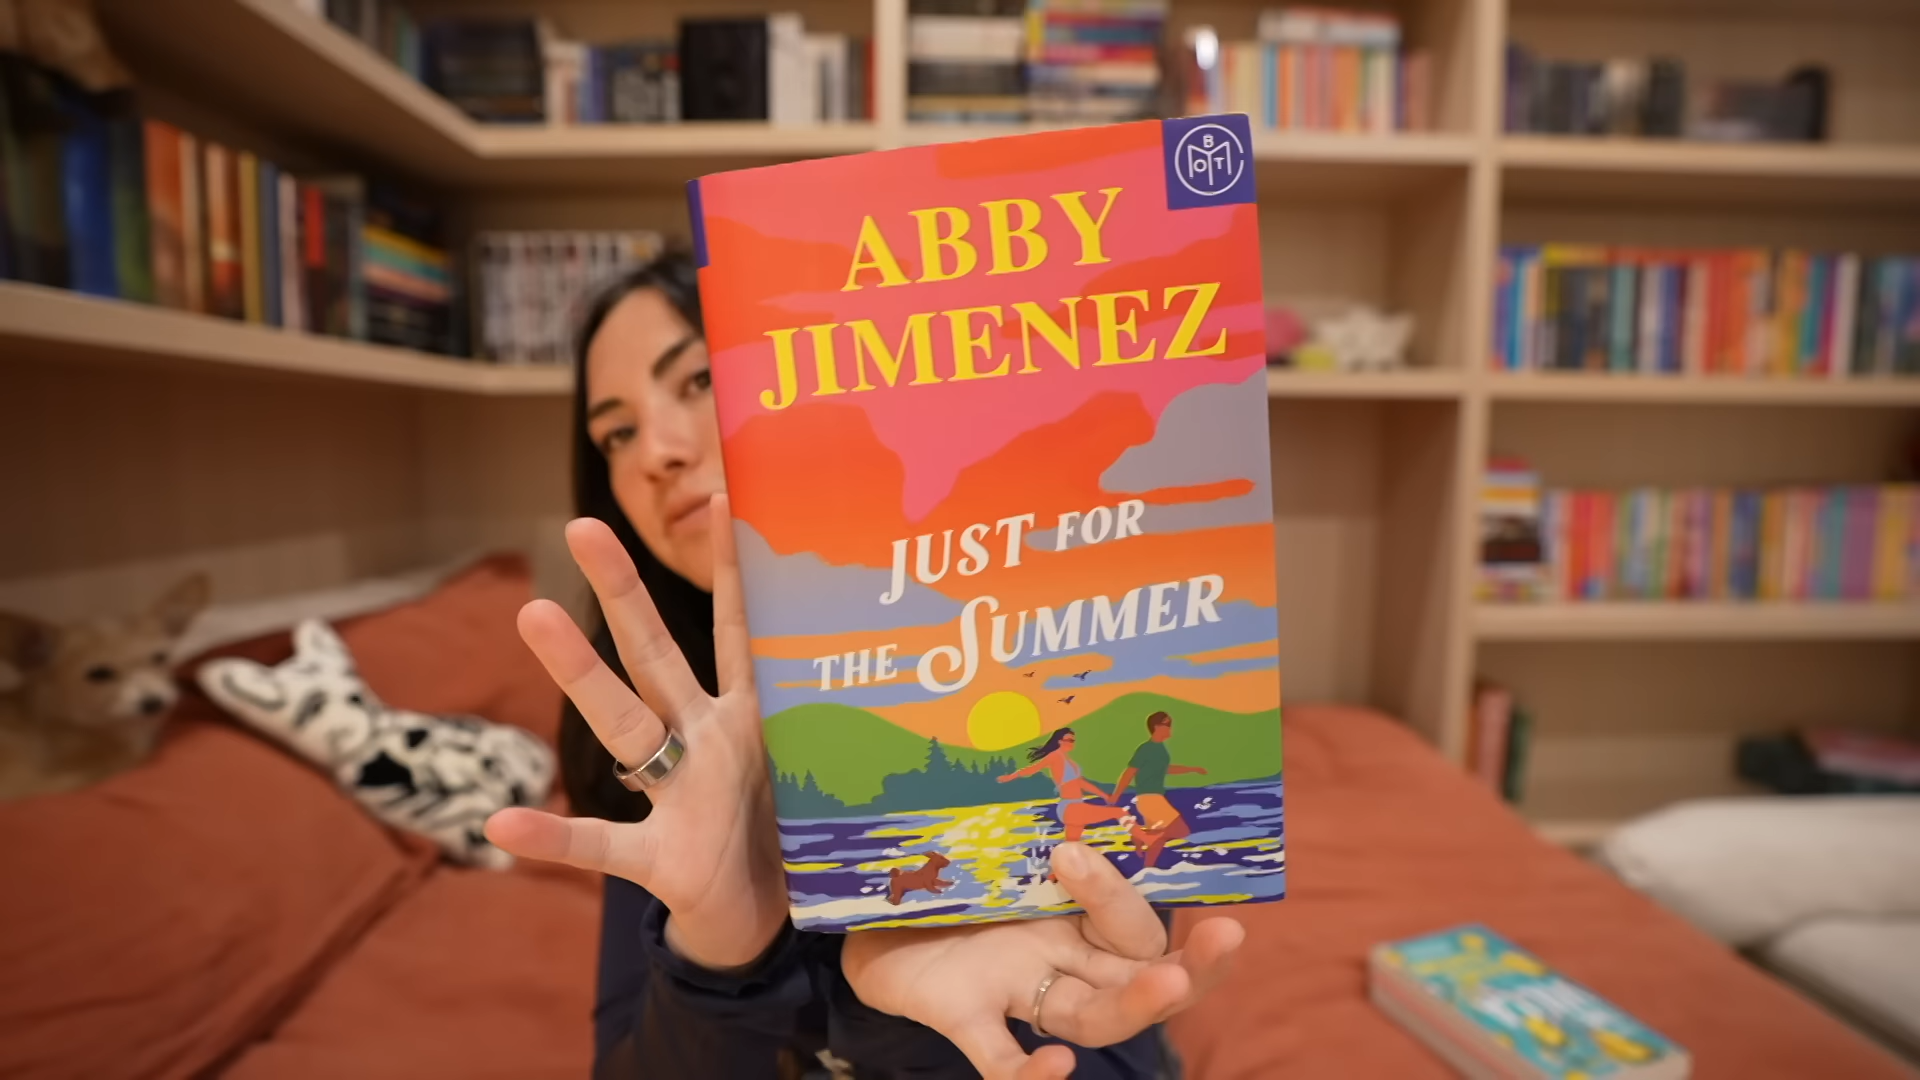 BOTM
ABBY
JIMENEZ
JUST FOR
THE SUMMER